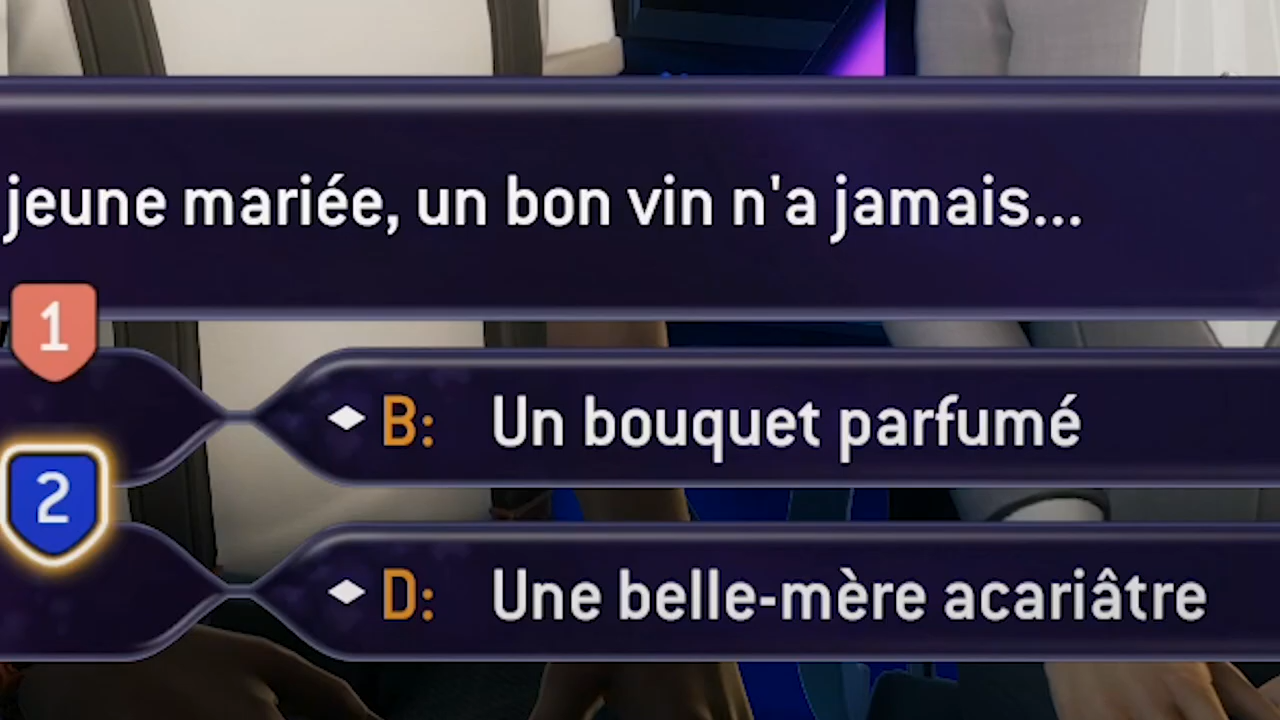 jeune mariée, un bon vin n'a jamais...
1
B: Un bouquet parfumé
2
D: Une belle-mère acariâtre